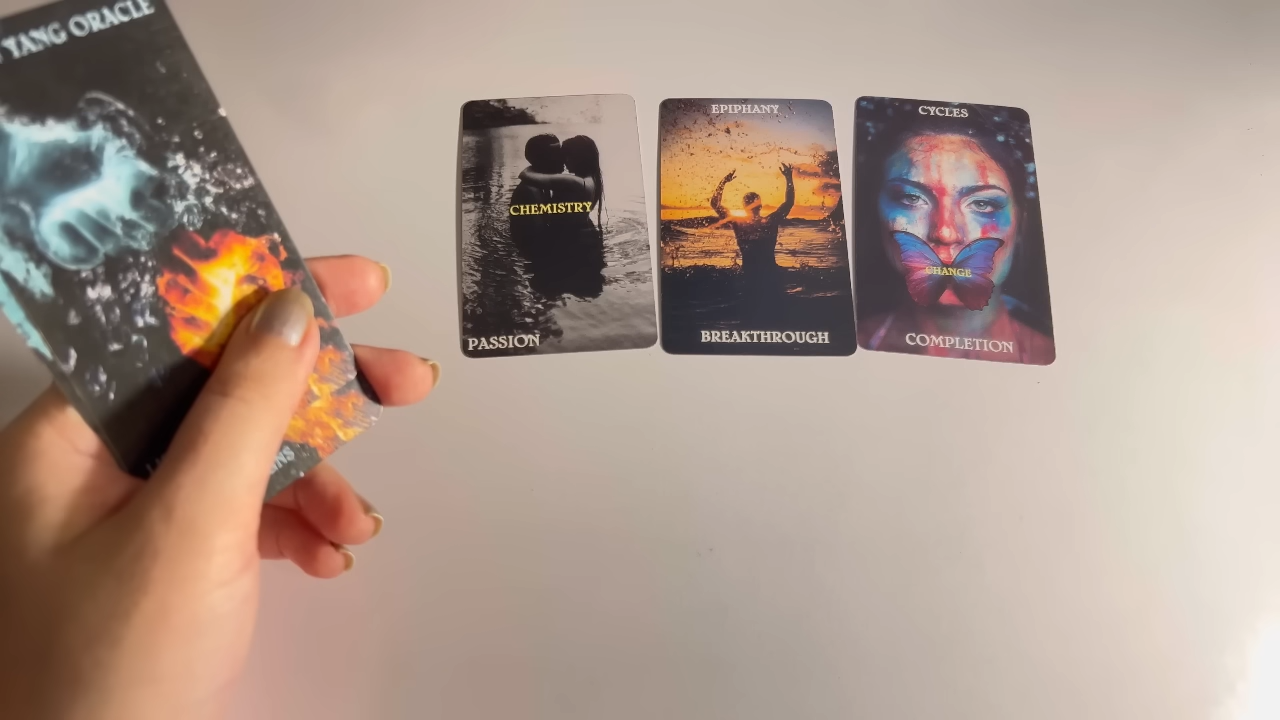 YANG ORACLE
CHEMISTRY
PASSION
EPIPHANY
BREAKTHROUGH
CYCLES
CHANGE
COMPLETION